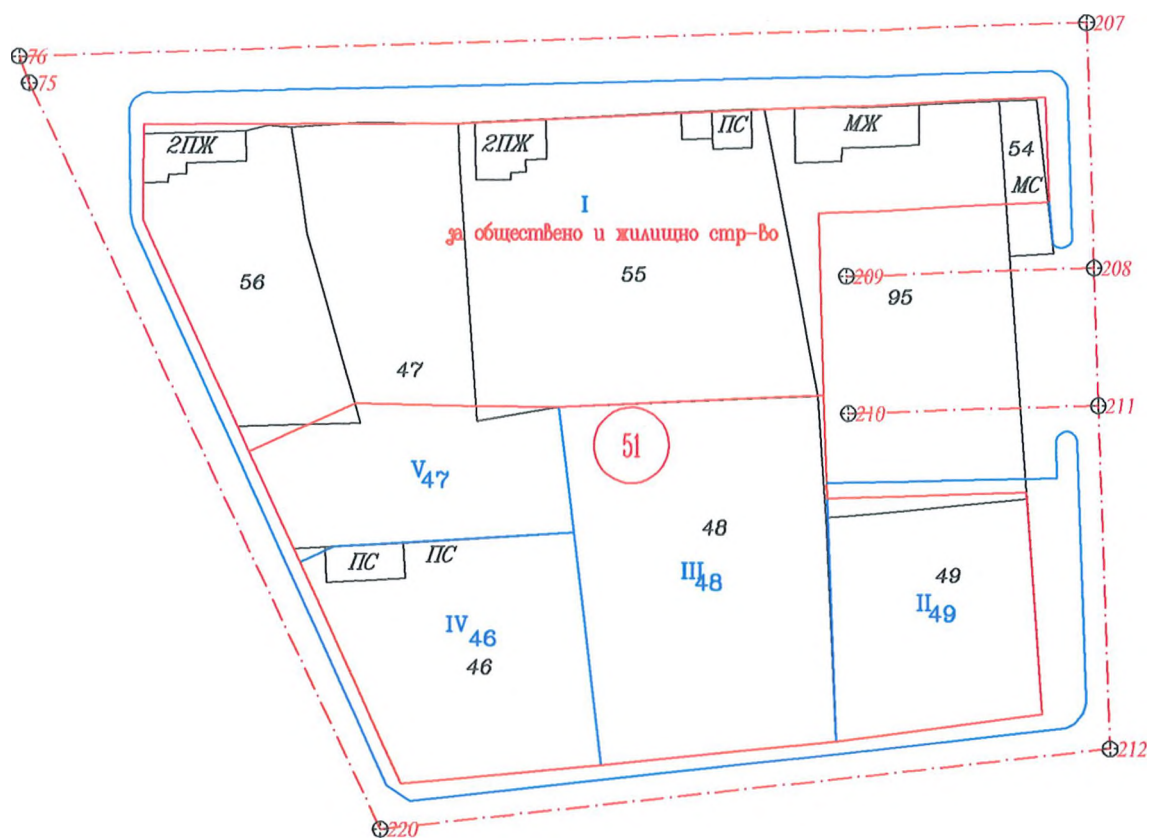 207
76
75
2ПЖ
2ПЖ
ПС
МЖ
54
МС
I
за обществено и жилищно стр-во
56
55
208
209
95
47
211
210
51
V47
48
ПС
ПС
III48
49
II49
IV46
46
212
220